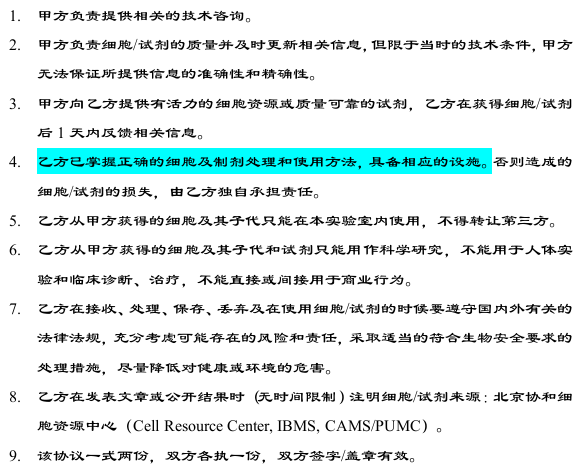 1. 甲方负责提供相关的技术咨询。
2. 甲方负责细胞/试剂的质量并及时更新相关信息，但限于当时的技术条件，甲方
无法保证所提供信息的准确性和精确性。
3. 甲方向乙方提供有活力的细胞资源或质量可靠的试剂，乙方在获得细胞/试剂
后 1 天内反馈相关信息。
4. 乙方已掌握正确的细胞及制剂处理和使用方法，具备相应的设施。否则造成的
细胞/试剂的损失，由乙方独自承担责任。
5. 乙方从甲方获得的细胞及其子代只能在本实验室内使用，不得转让第三方。
6. 乙方从甲方获得的细胞及其子代和试剂只能用作科学研究，不能用于人体实
验和临床诊断、治疗，不能直接或间接用于商业行为。
7. 乙方在接收、处理、保存、丢弃及在使用细胞/试剂的时候要遵守国内外有关的
法律法规，充分考虑可能存在的风险和责任，采取适当的符合生物安全要求的
处理措施，尽量降低对健康或环境的危害。
8. 乙方在发表文章或公开结果时（无时间限制）注明细胞/试剂来源：北京协和细
胞资源中心（Cell Resource Center, IBMS, CAMS/PUMC）。
9. 该协议一式两份，双方各执一份，双方签字/盖章有效。